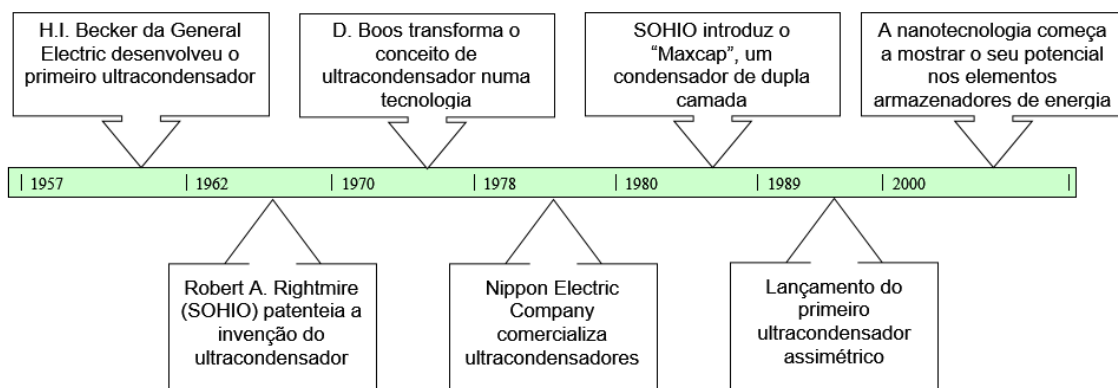 H.I. Becker da General
Electric desenvolveu o
primeiro ultracondensador
D. Boos transforma o
conceito de
ultracondensador numa
tecnologia
SOHIO introduz o
“Maxcap”, um
condensador de dupla
camada
A nanotecnologia começa
a mostrar o seu potencial
nos elementos
armazenadores de energia
1957
1962
1970
1978
1980
1989
2000
Robert A. Rightmire
(SOHIO) patenteia a
invenção do
ultracondensador
Nippon Electric
Company
comercializa
ultracondensadores
Lançamento do
primeiro
ultracondensador
assimétrico